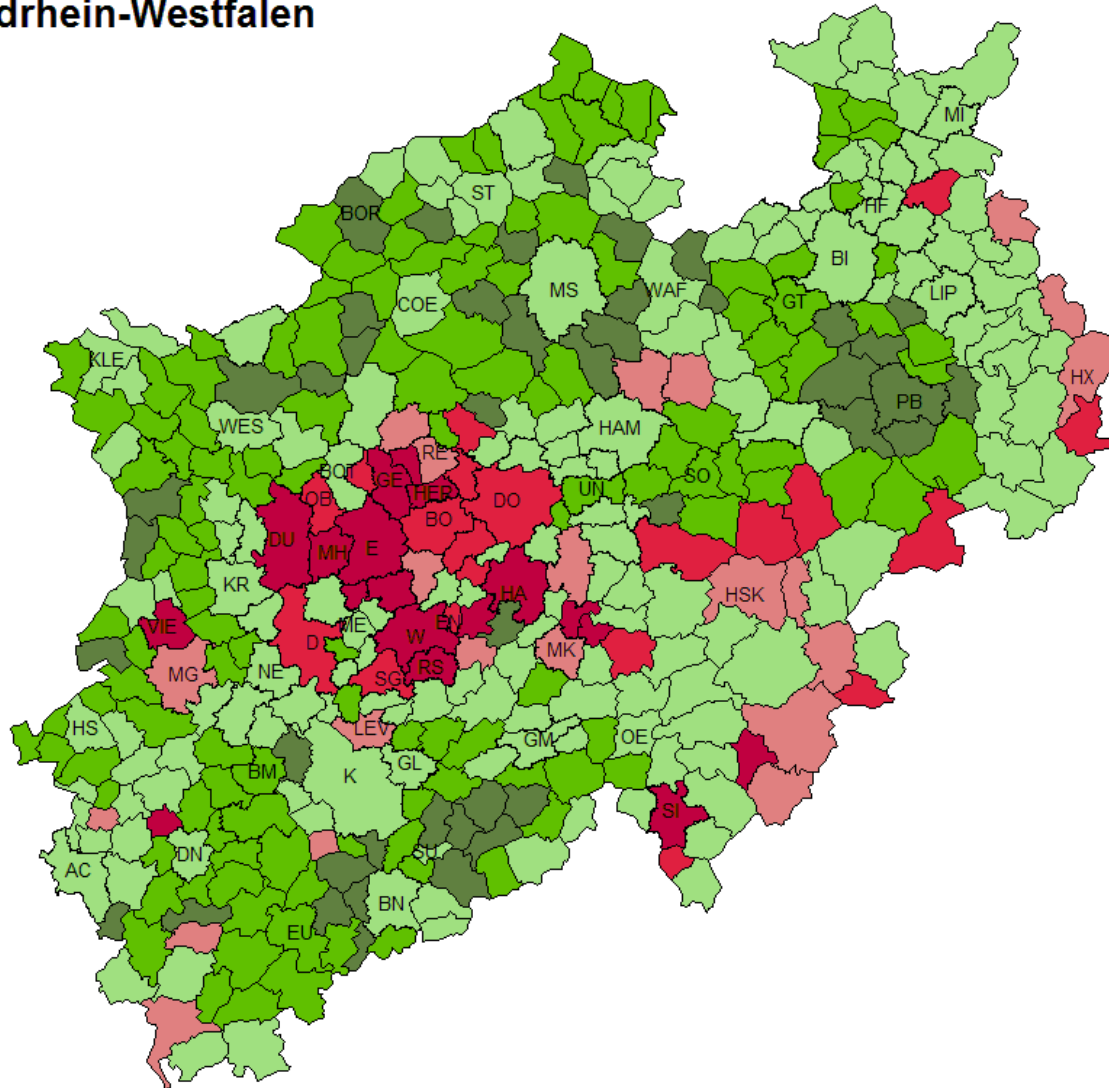 drhein-Westfalen
MI
ST
BOR
HF
BI
MS
WAF
LIP
COE
GT
KLE
HX
PB
WES
HAM
RE
BOT
GE
SO
HER
UN
OB
DO
BO
DU
MH
E
KR
HA
HSK
VIE
ME
EN
W
D
MK
NE
RS
MG
SG
HS
LEV
GM
OE
GL
BM
K
SI
DN
SU
AC
BN
EU